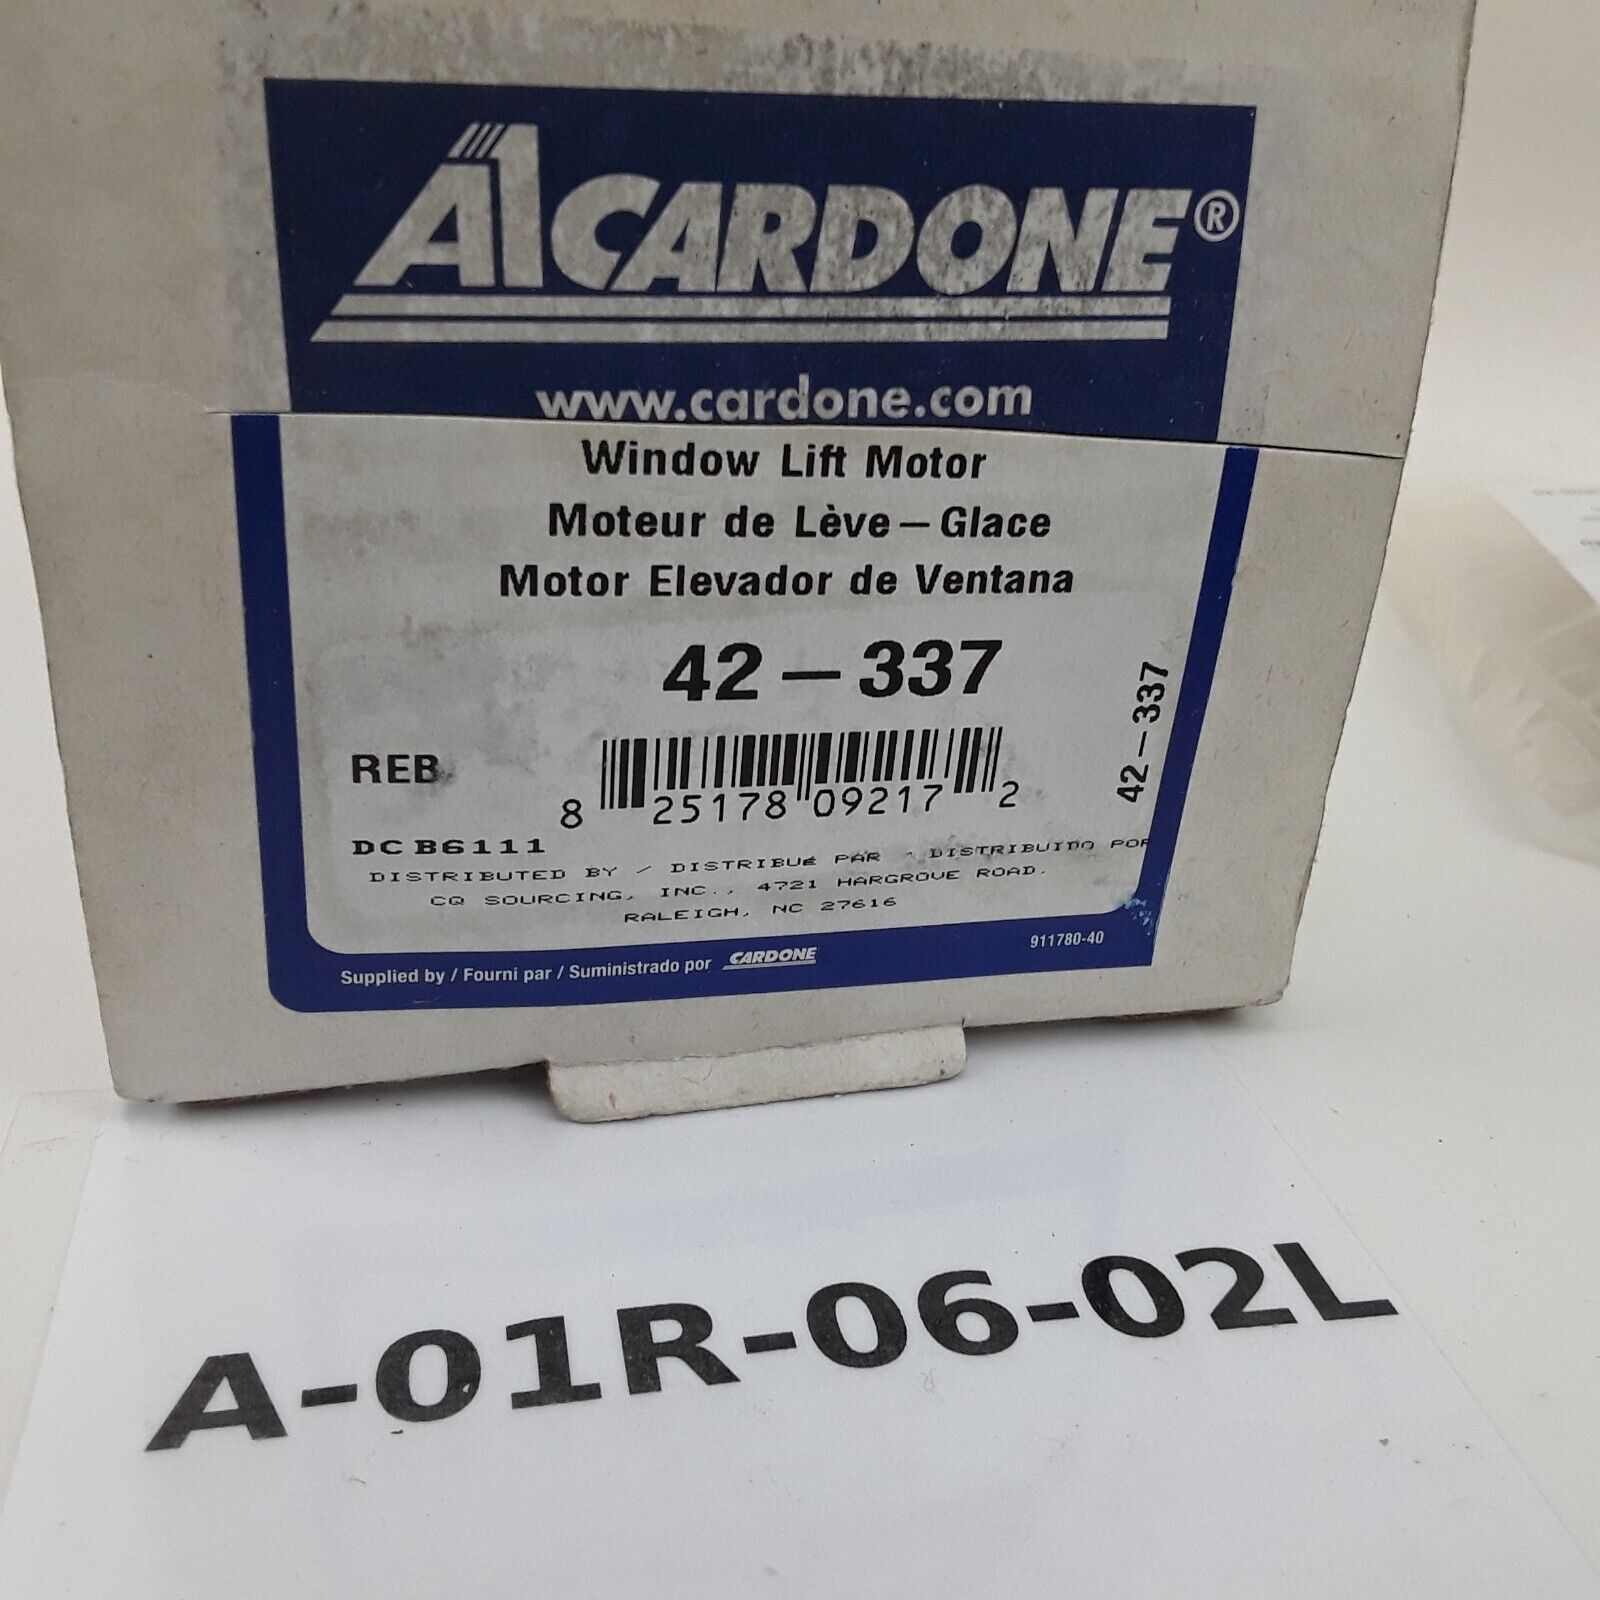 A1CARDONE®
www.cardone.com
Window Lift Motor
Moteur de Lève-Glace
Motor Elevador de Ventana
42-337
42-337
REB
8 25178 09217 2
DC B6111
DISTRIBUTED BY / DISTRIBUÉ PAR DISTRIBUIDO POR
CQ SOURCING, INC., 4721 HARGROVE ROAD.
RALEIGH, NC 27616
911780-40
Supplied by / Fourni par / Suministrado por CARDONE
A-01R-06-02L